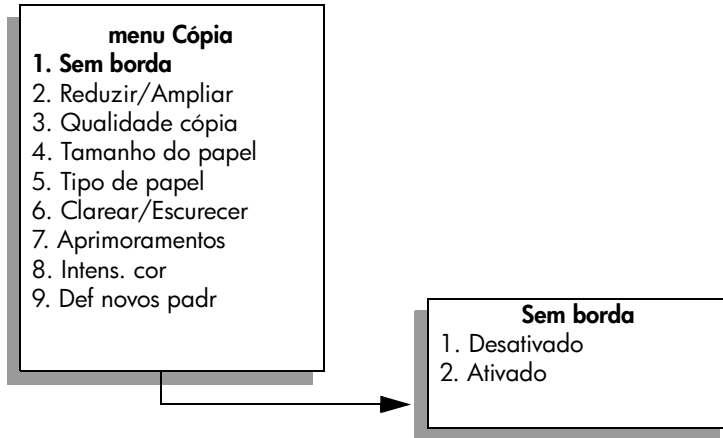 menu Cópia
1. Sem borda
2. Reduzir/Ampliar
3. Qualidade cópia
4. Tamanho do papel
5. Tipo de papel
6. Clarear/Escurecer
7. Aprimoramentos
8. Intens. cor
9. Def novos padr
Sem borda
1. Desativado
2. Ativado